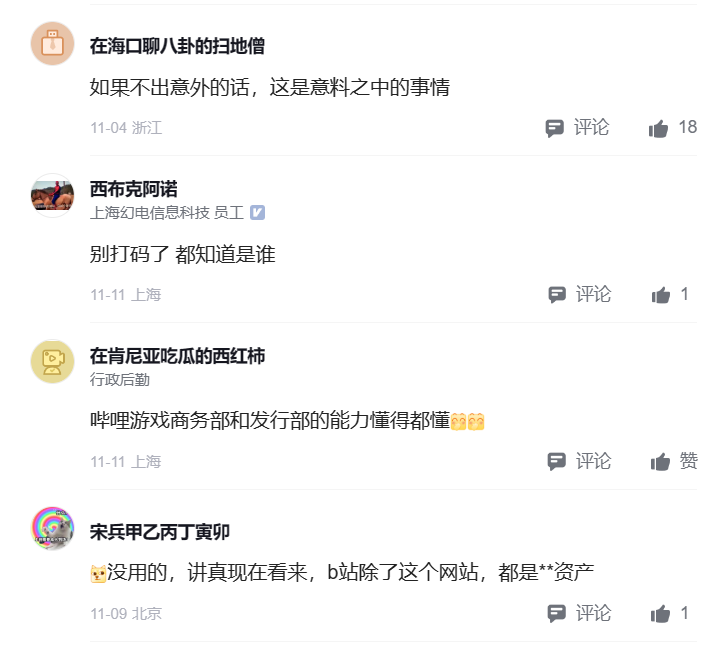 在海口聊八卦的扫地僧
如果不出意外的话，这是意料之中的事情
11-04 浙江 评论 18
西布克阿诺
上海幻电信息科技 员工
别打码了 都知道是谁
11-11 上海 评论 1
在肯尼亚吃瓜的西红柿
行政后勤
哔哩游戏商务部和发行部的能力懂得都懂
11-11 上海 评论 赞
宋兵甲乙丙丁寅卯
没用的，讲真现在看来，b站除了这个网站，都是**资产
11-09 北京 评论 1